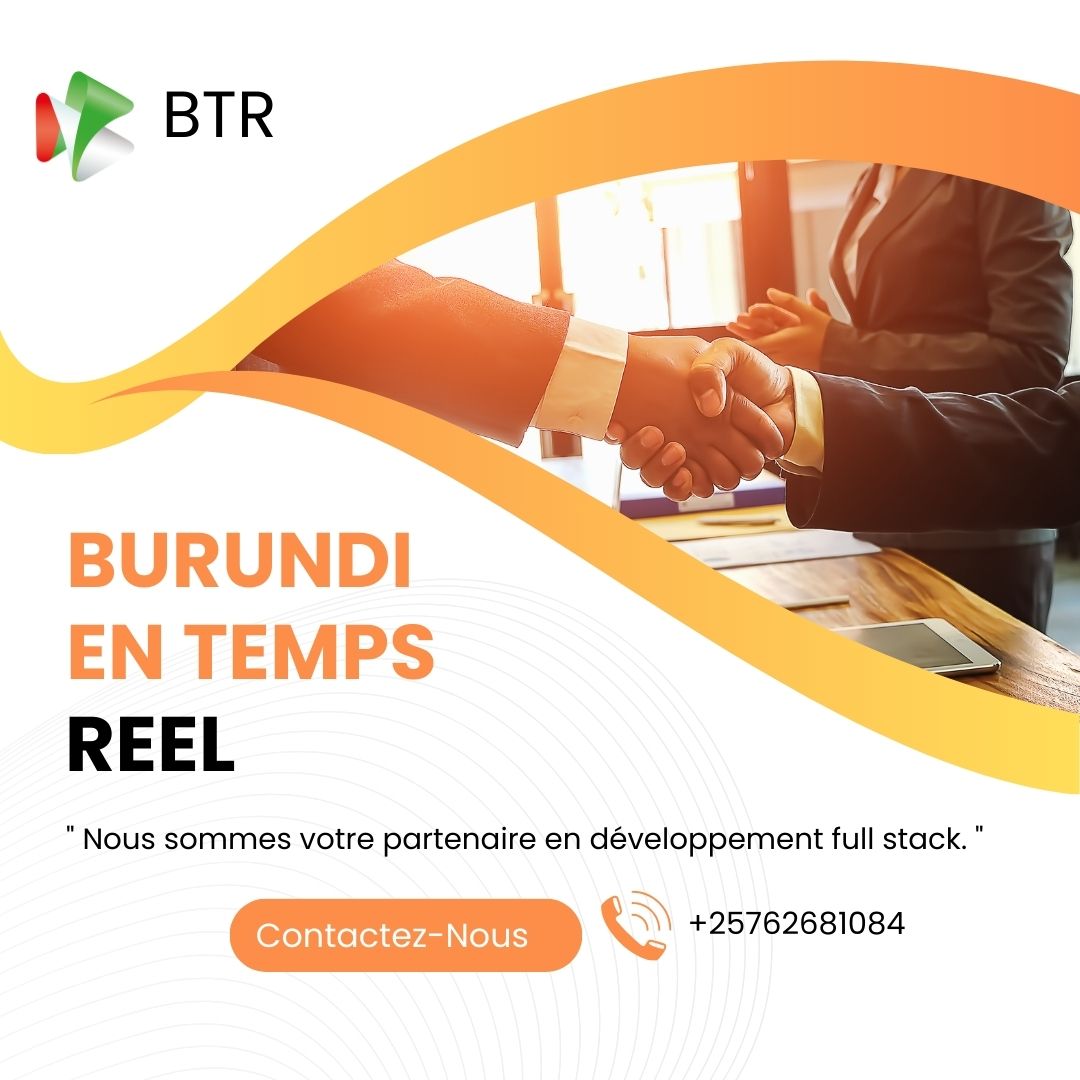 BTR
BURUNDI
EN TEMPS
REEL
" Nous sommes votre partenaire en développement full stack. "
Contactez-Nous
+25762681084